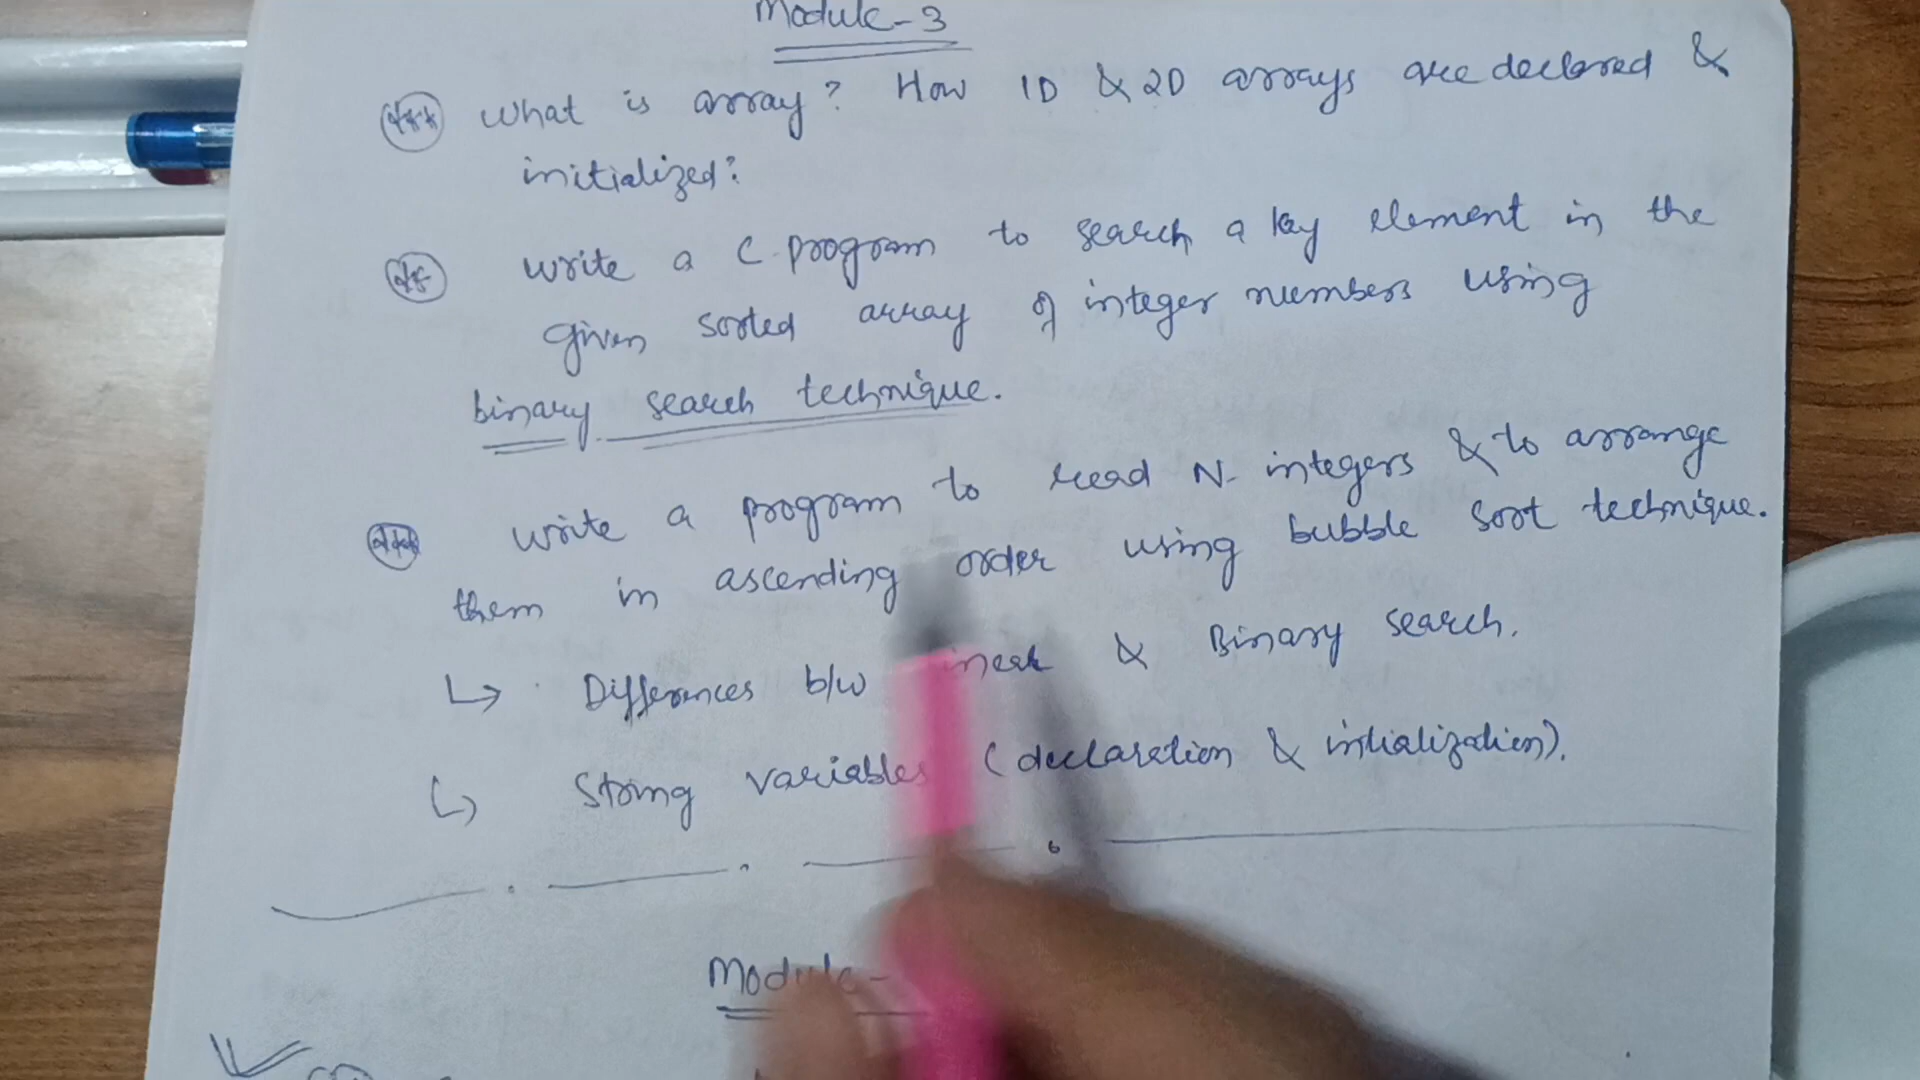 Module-3
*** What is array? How 1D & 2D arrays are declared &
initialized?
** Write a C program to search a key element in the
given sorted array of integer numbers using
binary search technique.
*** Write a program to read N- integers & to arrange
them in ascending order using bubble sort technique.
↳ Differences b/w & Binary search.
↳ String variables (declaration & initialization).
Module-